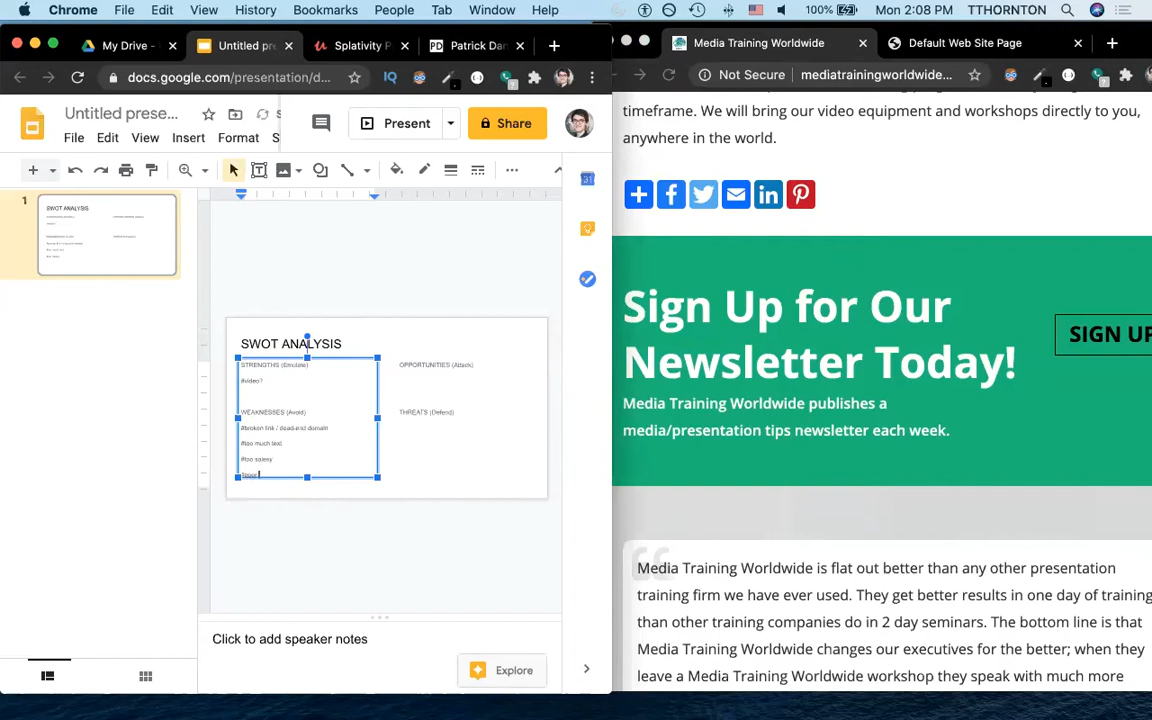 Chrome File Edit View History Bookmarks People Tab Window Help
100% Mon 2:08 PM TTHORNTON
My Drive -
Untitled pre
Splativity P
PD Patrick Dar
docs.google.com/presentation/d...
IQ
Untitled prese...
File Edit View Insert Format S
Present
Share
1
SWOT ANALYSIS
STRENGTHS (Emulate)
#video?
WEAKNESSES (Avoid)
#broken link / dead-end domain
#too much text
#too salesy
OPPORTUNITIES (Attack)
THREATS (Defend)
Click to add speaker notes
Explore
Media Training Worldwide
Default Web Site Page
Not Secure mediatrainingworldwide...
timeframe. We will bring our video equipment and workshops directly to you,
anywhere in the world.
Sign Up for Our
Newsletter Today!
SIGN UP
Media Training Worldwide publishes a
media/presentation tips newsletter each week.
Media Training Worldwide is flat out better than any other presentation
training firm we have ever used. They get better results in one day of training
than other training companies do in 2 day seminars. The bottom line is that
Media Training Worldwide changes our executives for the better; when they
leave a Media Training Worldwide workshop they speak with much more